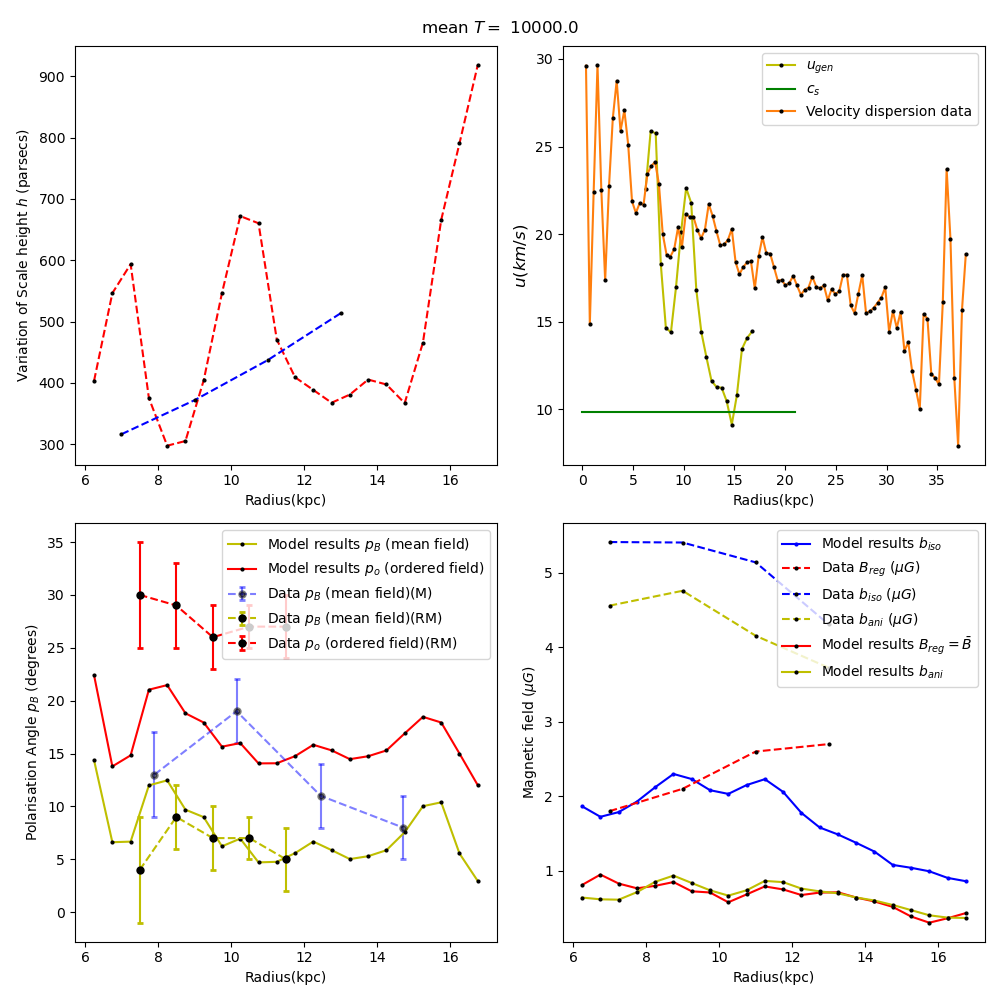 mean T = 10000.0
Variation of Scale height h (parsecs)
900
800
700
600
500
400
300
6 8 10 12 14 16
Radius(kpc)
u(km/s)
30
25
20
15
10
0 5 10 15 20 25 30 35
Radius(kpc)
u_gen
c_s
Velocity dispersion data
Polarisation Angle p_B (degrees)
35
30
25
20
15
10
5
0
6 8 10 12 14 16
Radius(kpc)
Model results p_B (mean field)
Model results p_o (ordered field)
Data p_B (mean field)(M)
Data p_B (mean field)(RM)
Data p_o (ordered field)(RM)
Magnetic field (μG)
5
4
3
2
1
6 8 10 12 14 16
Radius(kpc)
Model results b_iso
Data B_reg (μG)
Data b_iso (μG)
Data b_ani (μG)
Model results B_reg = B̄
Model results b_ani